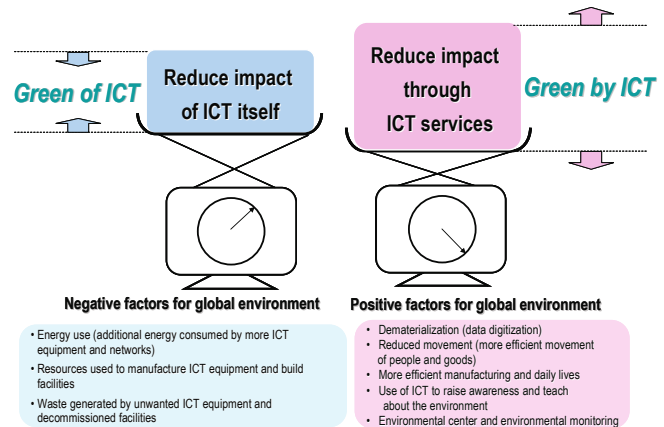 Green of ICT
Reduce impact
of ICT itself
Reduce impact
through
ICT services
Green by ICT
Negative factors for global environment
• Energy use (additional energy consumed by more ICT
equipment and networks)
• Resources used to manufacture ICT equipment and build
facilities
• Waste generated by unwanted ICT equipment and
decommissioned facilities
Positive factors for global environment
• Dematerialization (data digitization)
• Reduced movement (more efficient movement
of people and goods)
• More efficient manufacturing and daily lives
• Use of ICT to raise awareness and teach
about the environment
• Environmental center and environmental monitoring